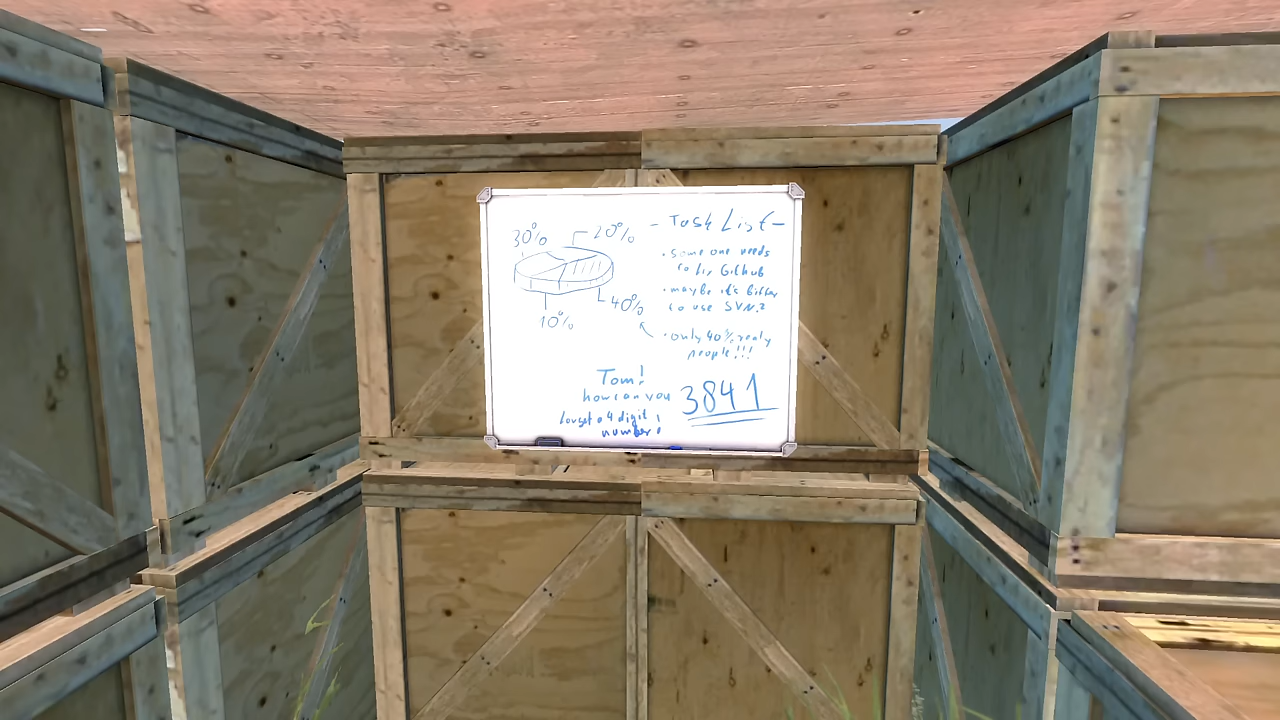 30%
20%
40%
10%
- Task List -
• Some one needs
to fix Github
• maybe it's better
to use SVN?
• only 40% ready
people!!!
Tom!
how can you
forget a 4 digit
number!
3841